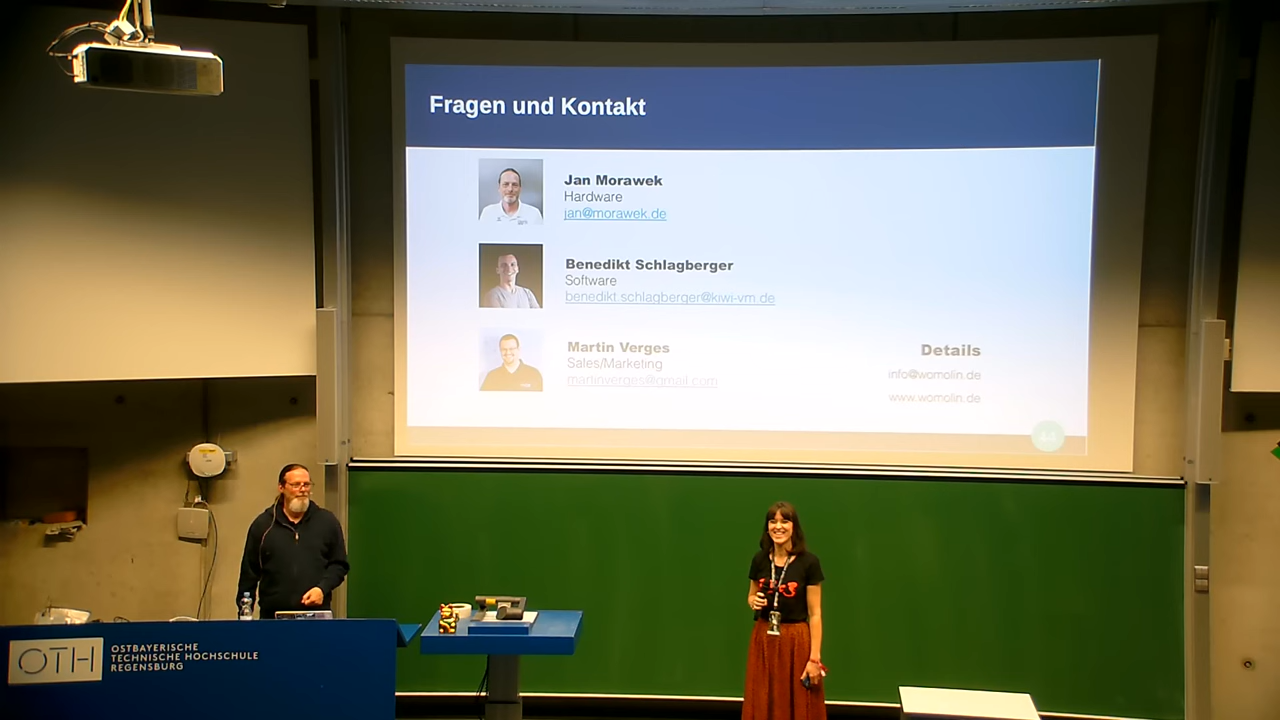 Fragen und Kontakt
Jan Morawek
Hardware
jan@morawek.de
Benedikt Schlagberger
Software
benedikt.schlagberger@kiwi-vm.de
Martin Verges
Sales/Marketing
martinverges@gmail.com
Details
info@womolin.de
www.womolin.de
OTH
OSTBAYERISCHE
TECHNISCHE HOCHSCHULE
REGENSBURG